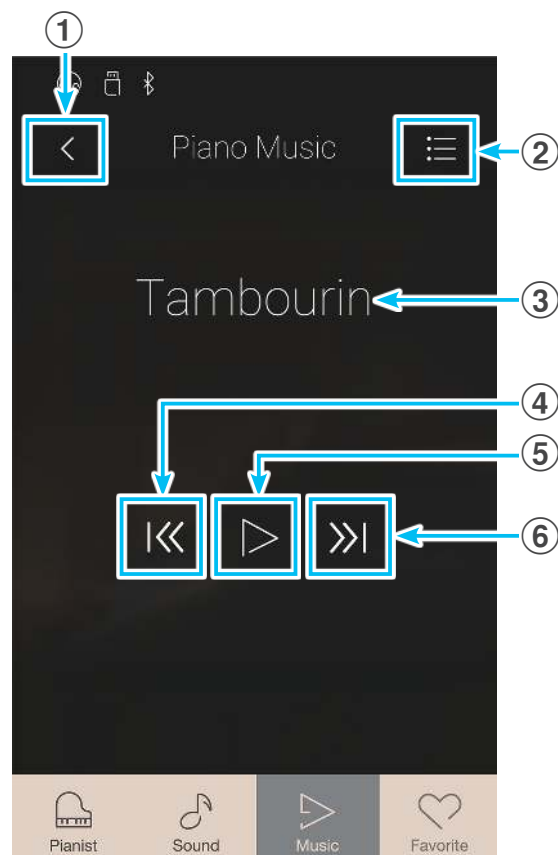 ①
Piano Music
②
Tambourin
③
④
⑤
⑥
Pianist
Sound
Music
Favorite